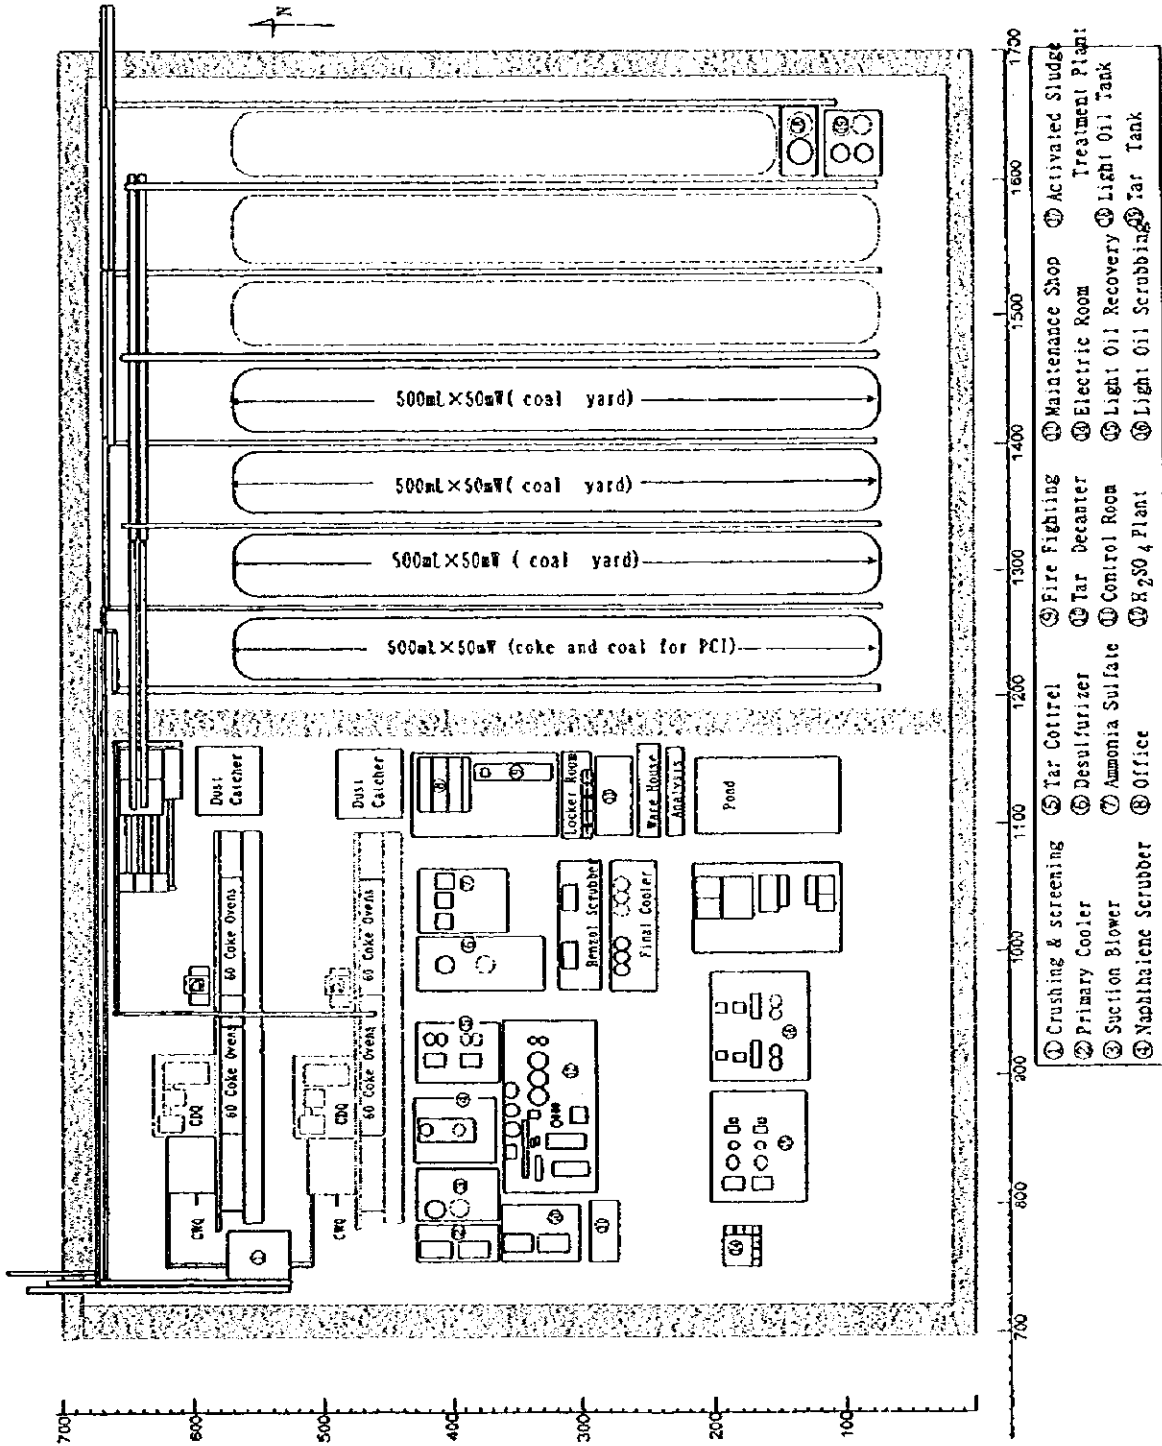 N
700
600
500
400
300
200
100
700
800
900
1000
1100
1200
1300
1400
1500
1600
1700
500mL×50mW( coal yard)
500mL×50mW( coal yard)
500mL×50mW ( coal yard)
500mL×50mW (coke and coal for PCI)
Dust
Catcher
Dust
Catcher
60 Coke Ovens
60 Coke Ovens
60 Coke Ovens
60 Coke Ovens
CDQ
CDQ
CWQ
CWQ
Locker Room
Ware House
Analysis
Pond
Benzol Scrubber
Final Cooler
① Crushing & screening
② Primary Cooler
③ Suction Blower
④ Naphthalene Scrubber
⑤ Tar Cottrel
⑥ Desulfurizer
⑦ Ammonia Sulfate
⑧ Office
⑨ Fire Fighting
⑩ Tar Decanter
⑪ Control Room
⑫ H₂SO₄ Plant
⑬ Maintenance Shop
⑭ Electric Room
⑮ Light Oil Recovery
⑯ Light Oil Scrubbing
⑰ Activated Sludge
Treatment Plant
⑱ Light Oil Tank
⑲ Tar Tank